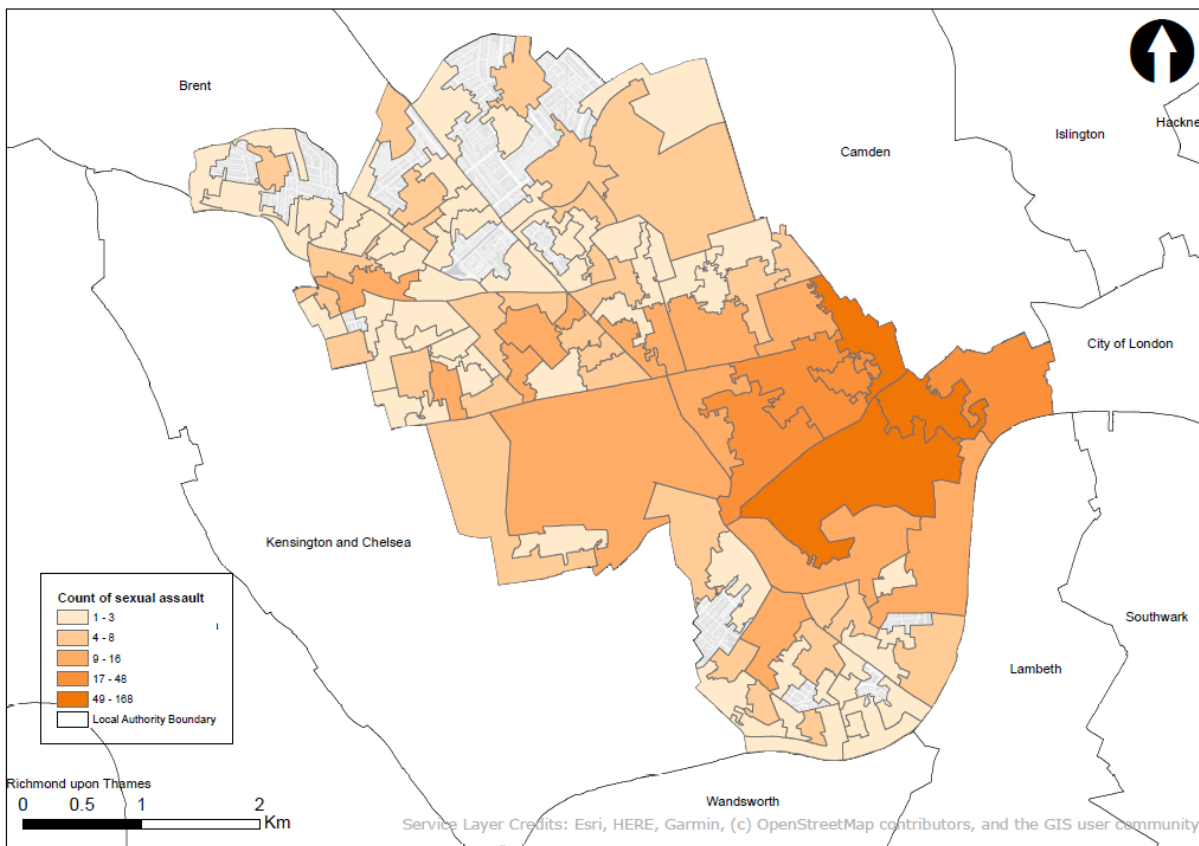 Brent
Islington
Hackne
Camden
City of London
Kensington and Chelsea
Southwark
Lambeth
Count of sexual assault
1 - 3
4 - 8
9 - 16
17 - 48
49 - 168
Local Authority Boundary
Richmond upon Thames
0 0.5 1 2
Km
Wandsworth
Service Layer Credits: Esri, HERE, Garmin, (c) OpenStreetMap contributors, and the GIS user community